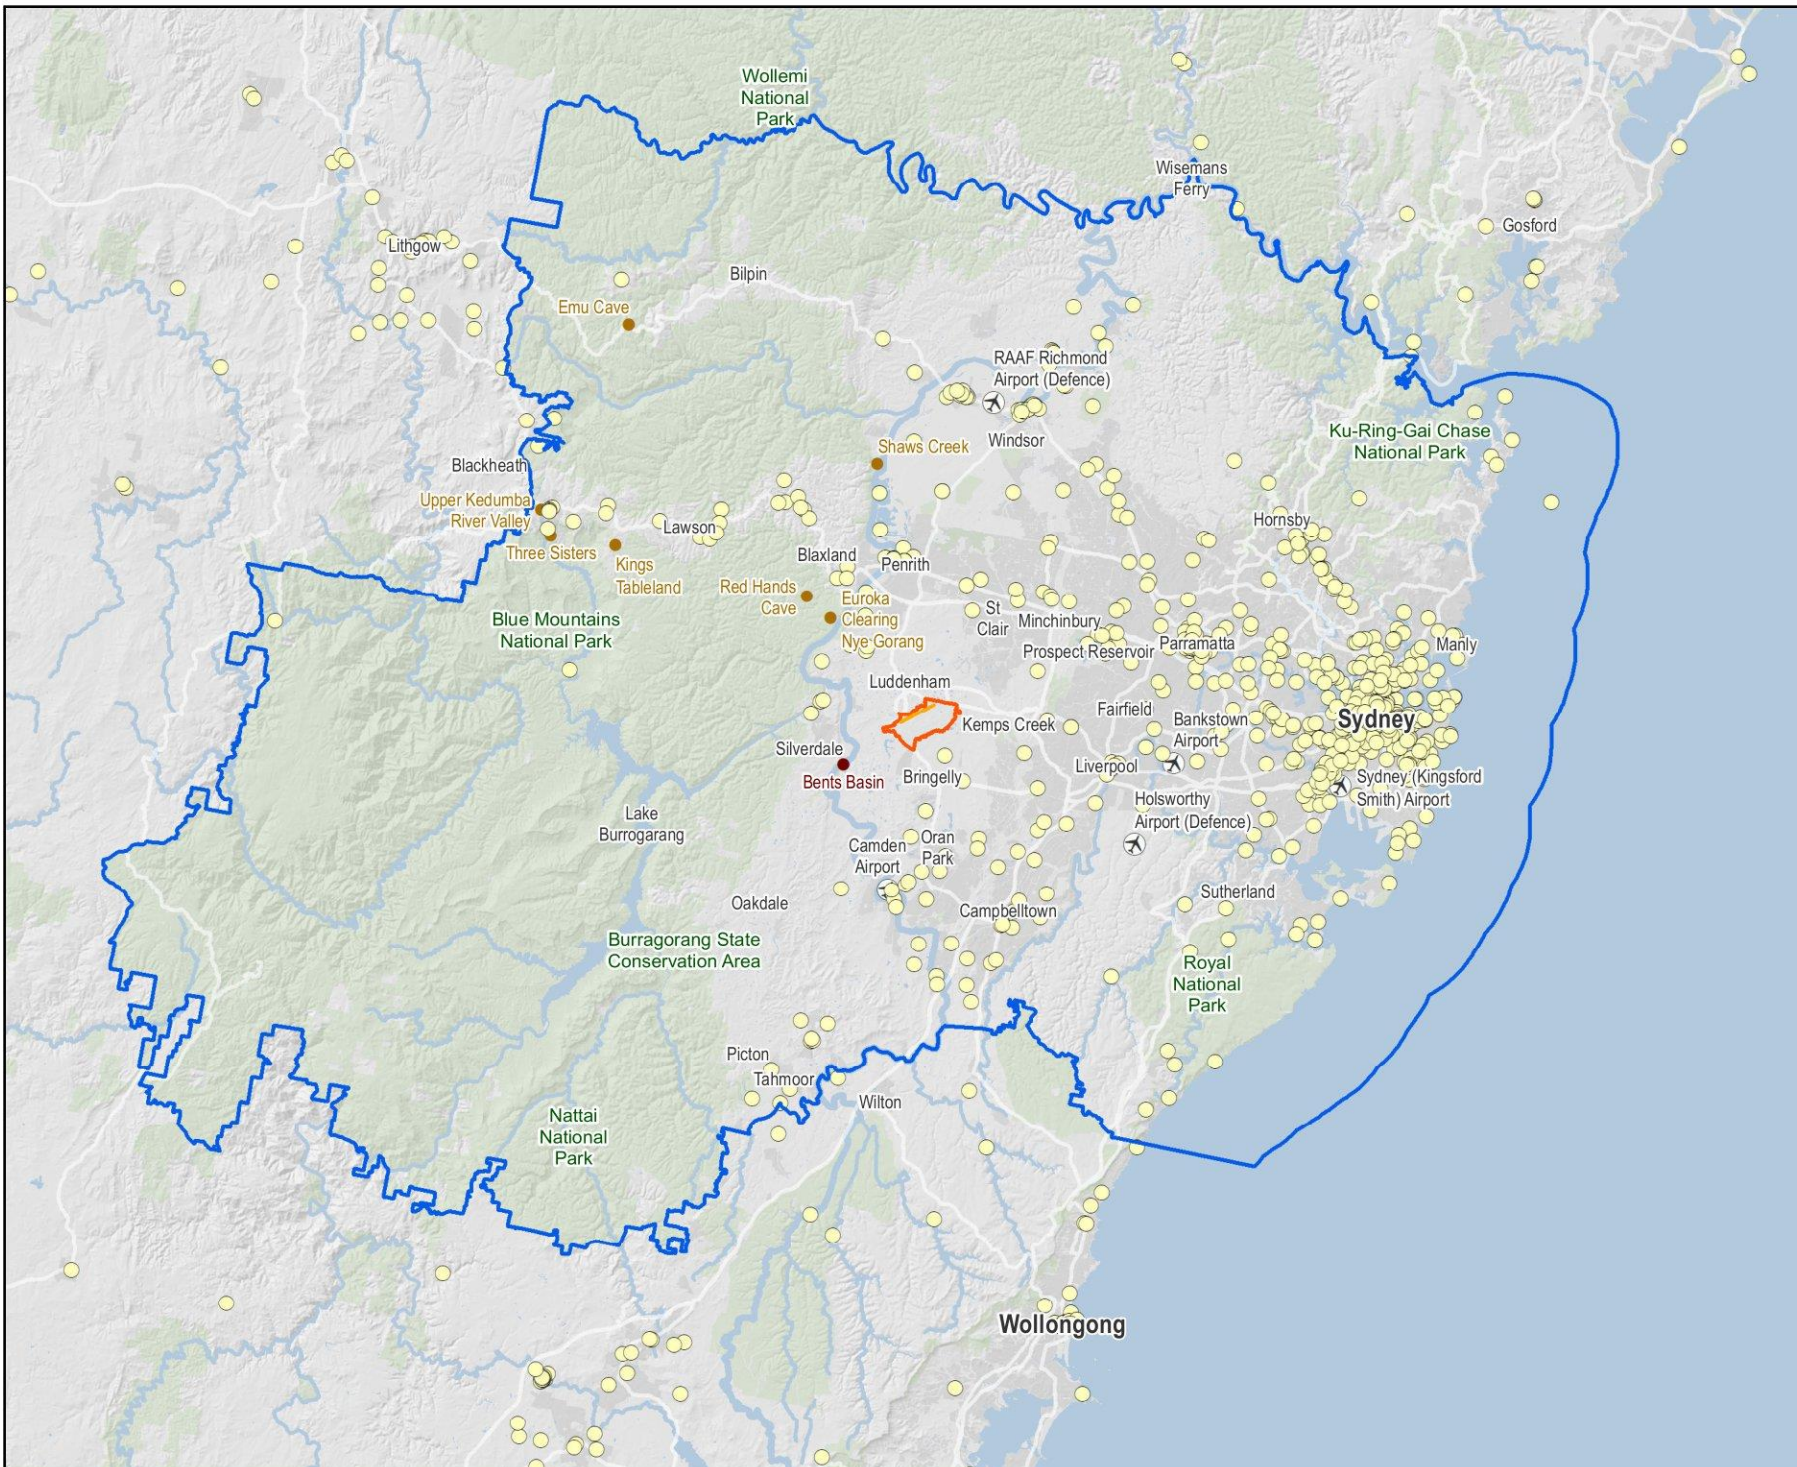 Wollemi
National
Park
Wisemans
Ferry
Gosford
Lithgow
Bilpin
Emu Cave
RAAF Richmond
Airport (Defence)
Windsor
Ku-Ring-Gai Chase
National Park
Shaws Creek
Blackheath
Upper Kedumba
River Valley
Three Sisters
Kings
Tableland
Lawson
Hornsby
Blaxland
Penrith
Red Hands
Cave
Euroka
Clearing
Nye Gorang
St
Clair
Minchinbury
Prospect Reservoir
Parramatta
Manly
Blue Mountains
National Park
Luddenham
Kemps Creek
Fairfield
Bankstown
Airport
Sydney
Silverdale
Bents Basin
Bringelly
Liverpool
Sydney (Kingsford
Smith) Airport
Holsworthy
Airport (Defence)
Lake
Burrogarang
Camden
Airport
Oran
Park
Oakdale
Campbelltown
Sutherland
Burragorang State
Conservation Area
Royal
National
Park
Picton
Tahmoor
Wilton
Nattai
National
Park
Wollongong